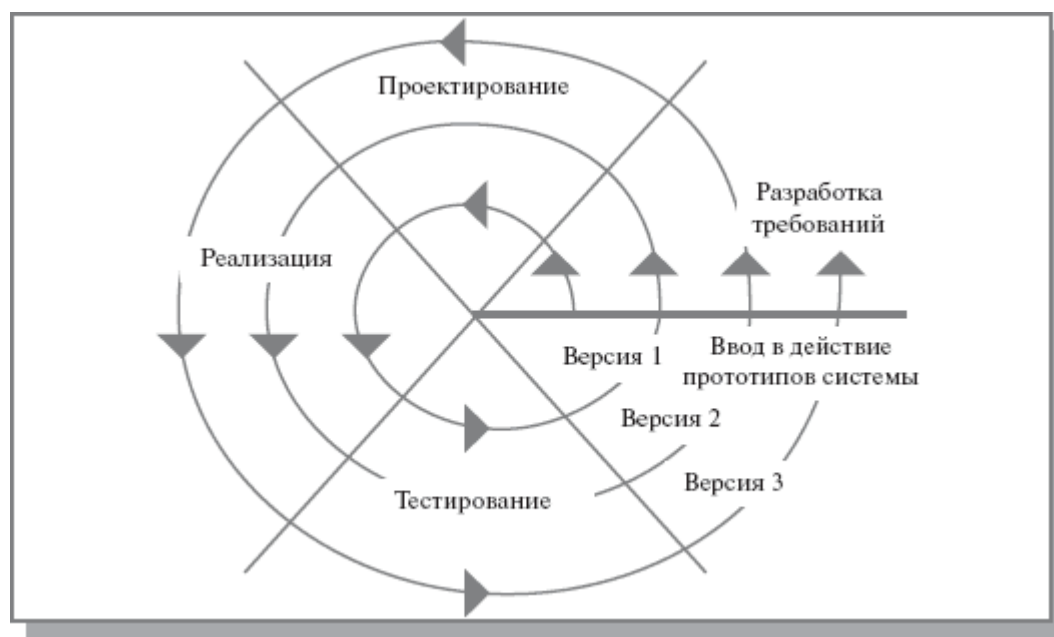 Проектирование
Разработка
требований
Реализация
Версия 1
Ввод в действие
прототипов системы
Версия 2
Версия 3
Тестирование